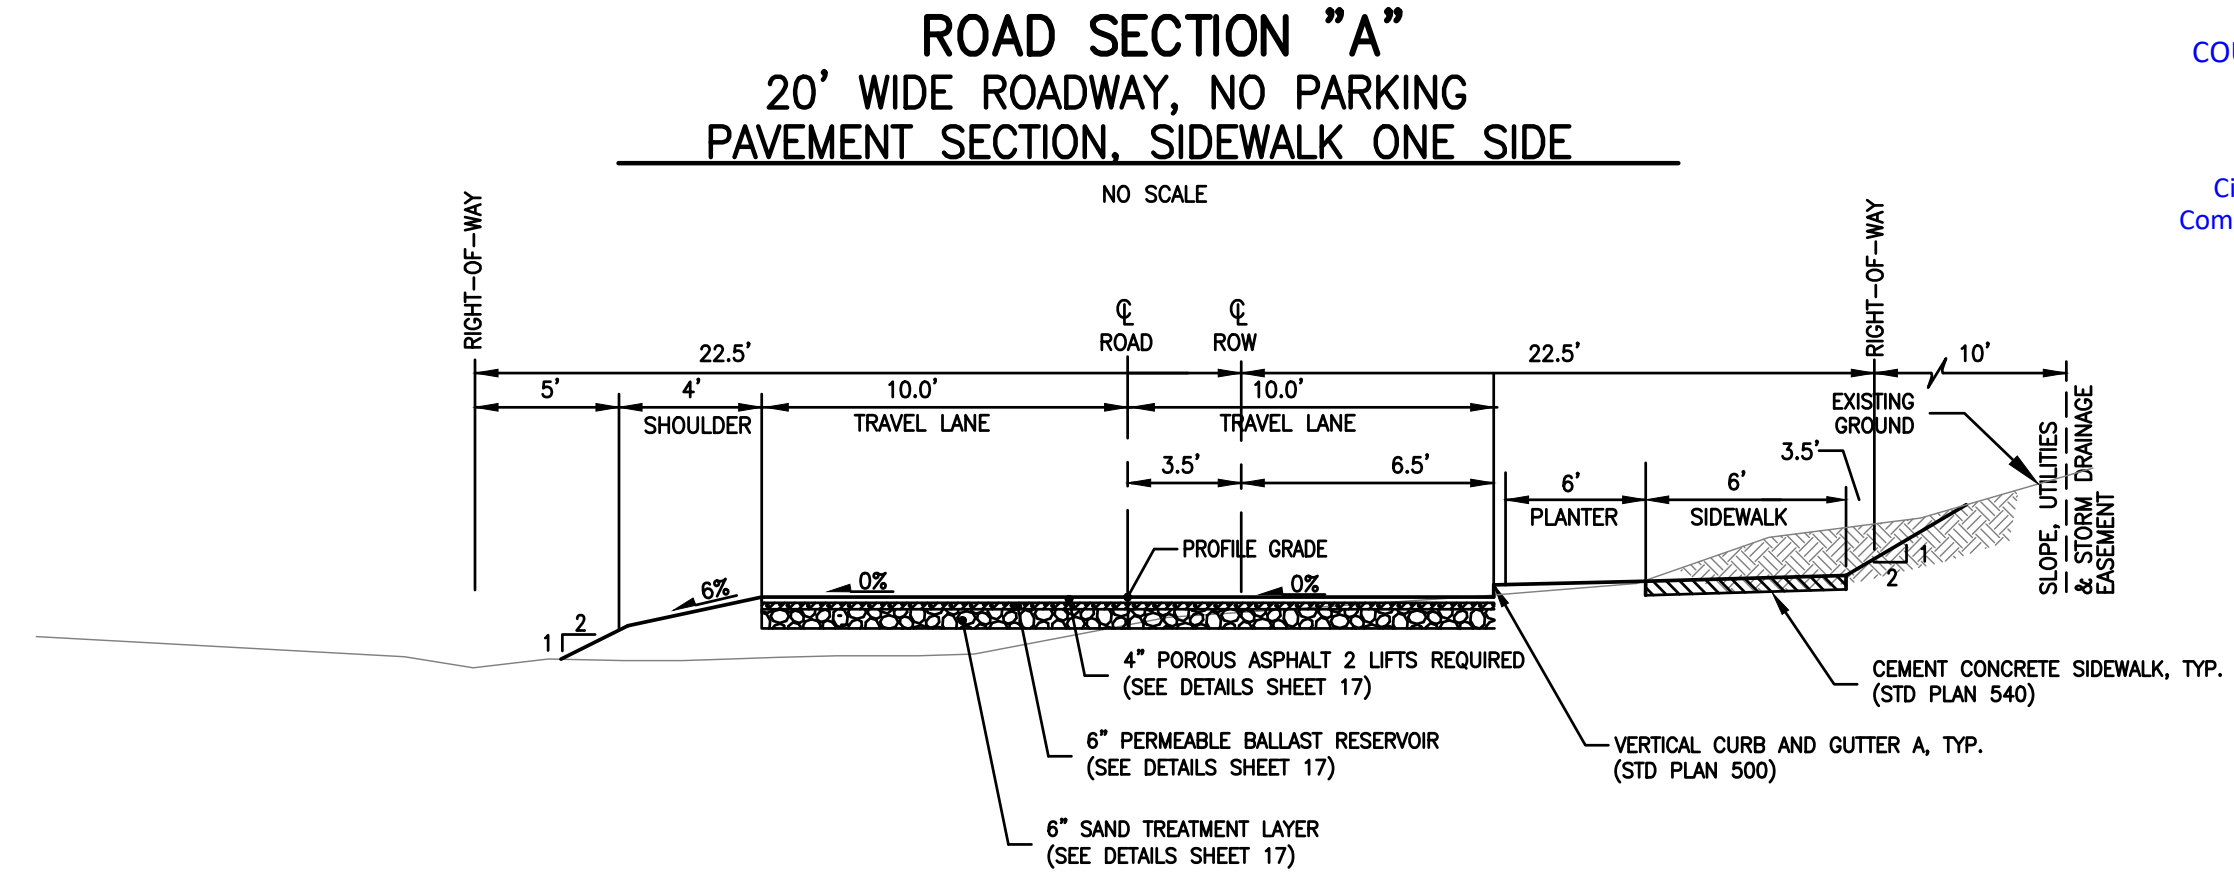 ROAD SECTION "A"
20' WIDE ROADWAY, NO PARKING
PAVEMENT SECTION, SIDEWALK ONE SIDE
NO SCALE
COU
Ci
Com
RIGHT-OF-WAY
RIGHT-OF-WAY
℄
ROAD
℄
ROW
22.5'
22.5'
10'
5'
4'
10.0'
10.0'
SHOULDER
TRAVEL LANE
TRAVEL LANE
EXISTING
GROUND
3.5'
6.5'
3.5'
6'
6'
PLANTER
SIDEWALK
SLOPE, UTILITIES
& STORM DRAINAGE
EASEMENT
PROFILE GRADE
6%
0%
0%
1
2
1
2
4" POROUS ASPHALT 2 LIFTS REQUIRED
(SEE DETAILS SHEET 17)
6" PERMEABLE BALLAST RESERVOIR
(SEE DETAILS SHEET 17)
6" SAND TREATMENT LAYER
(SEE DETAILS SHEET 17)
CEMENT CONCRETE SIDEWALK, TYP.
(STD PLAN 540)
VERTICAL CURB AND GUTTER A, TYP.
(STD PLAN 500)